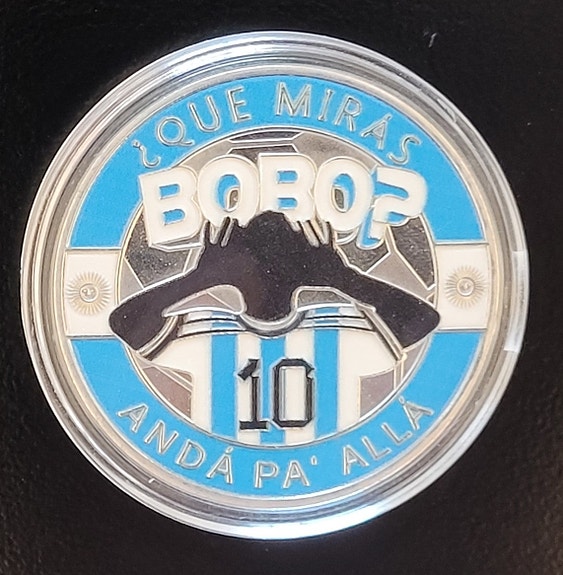 ¿QUE MIRÁS
BOBO?
10
ANDÁ PA' ALLÁ